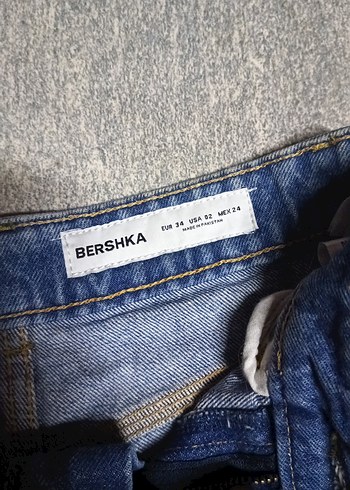 BERSHKA
EUR 34 USA 02 MEX 24
MADE IN PAKISTAN